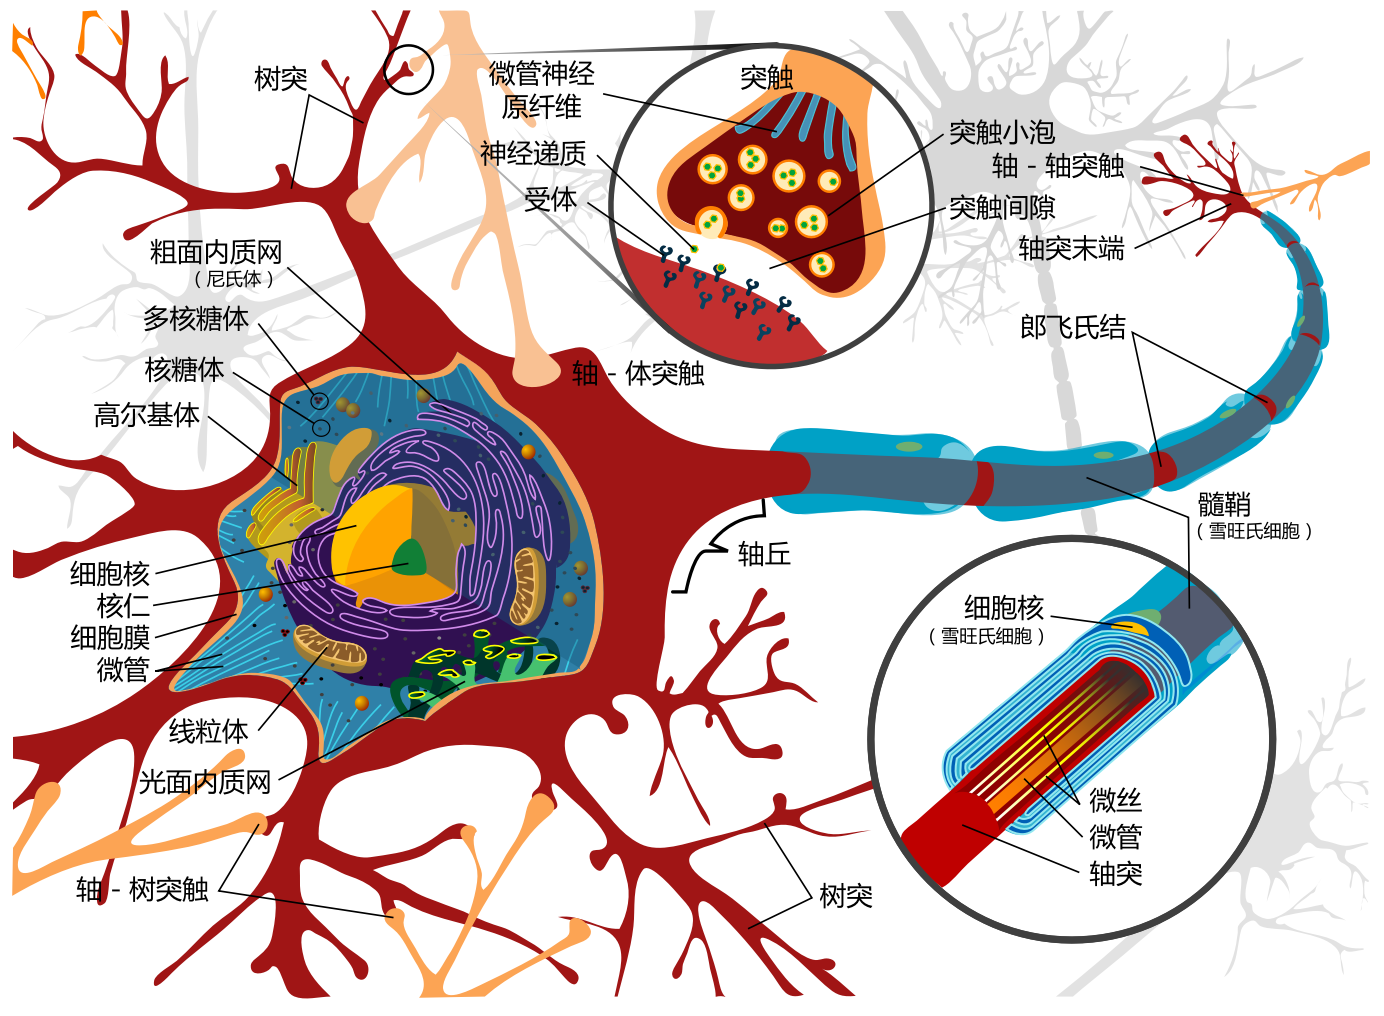 树突
微管神经
原纤维
神经递质
受体
突触
突触小泡
轴 - 轴突触
突触间隙
轴突末端
粗面内质网
（尼氏体）
多核糖体
核糖体
高尔基体
轴 - 体突触
郎飞氏结
髓鞘
（雪旺氏细胞）
轴丘
细胞核
核仁
细胞膜
微管
线粒体
光面内质网
轴 - 树突触
树突
细胞核
（雪旺氏细胞）
微丝
微管
轴突